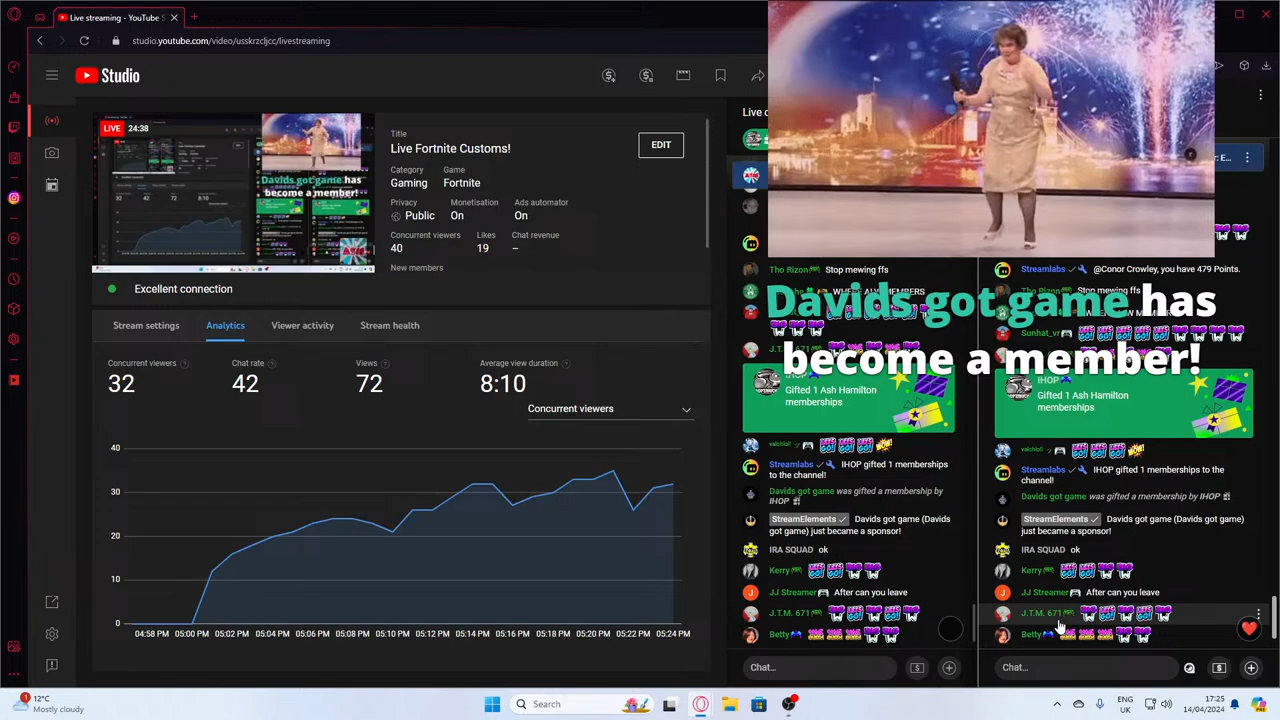 Live streaming - YouTube S
studio.youtube.com/video/usskrzcljcc/livestreaming
Studio
LIVE 24:38
Davids got game has
become a member!
Title
Live Fortnite Customs!
EDIT
Category
Game
Gaming
Fortnite
Privacy
Monetisation
Ads automator
Public
On
On
Concurrent viewers
Likes
Chat revenue
40
19
–
New members
Excellent connection
Stream settings
Analytics
Viewer activity
Stream health
Concurrent viewers
Chat rate
Views
Average view duration
32
42
72
8:10
Concurrent viewers
40
30
20
10
0
04:58 PM
05:00 PM
05:02 PM
05:04 PM
05:06 PM
05:08 PM
05:10 PM
05:12 PM
05:14 PM
05:16 PM
05:18 PM
05:20 PM
05:22 PM
05:24 PM
Davids got game has
become a member!
Tho Rizon Stop mewing ffs
IHOP
Gifted 1 Ash Hamilton
memberships
valchloll
Streamlabs IHOP gifted 1 memberships
to the channel!
Davids got game was gifted a membership by
IHOP
StreamElements Davids got game (Davids
got game) just became a sponsor!
IRA SQUAD ok
Kerry
JJ Streamer After can you leave
J.T.M. 671
Betty
Chat...
Streamlabs @Conor Crowley, you have 479 Points.
Sunhat_vr
IHOP
Gifted 1 Ash Hamilton
memberships
valchloll
Streamlabs IHOP gifted 1 memberships to the
channel!
Davids got game was gifted a membership by IHOP
StreamElements Davids got game (Davids got game)
just became a sponsor!
IRA SQUAD ok
Kerry
JJ Streamer After can you leave
J.T.M. 671
Betty
Chat...
1
12°C
Mostly cloudy
Search
ENG
UK
17:25
14/04/2024